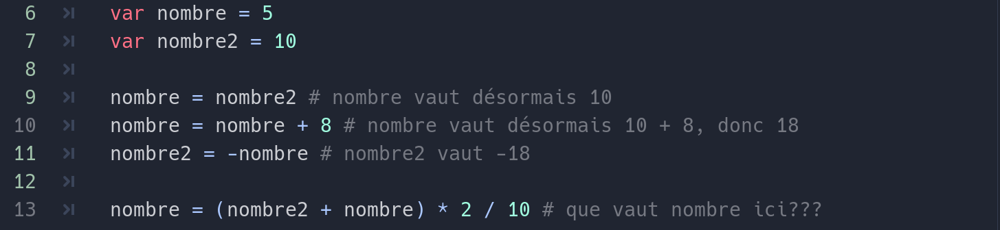 6 var nombre = 5
7 var nombre2 = 10
8
9 nombre = nombre2 # nombre vaut désormais 10
10 nombre = nombre + 8 # nombre vaut désormais 10 + 8, donc 18
11 nombre2 = -nombre # nombre2 vaut -18
12
13 nombre = (nombre2 + nombre) * 2 / 10 # que vaut nombre ici???